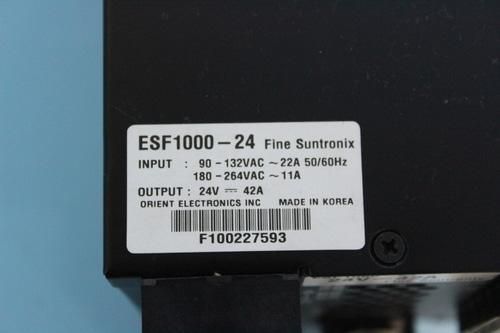 ESF1000-24 Fine Suntronix
INPUT : 90-132VAC ~22A 50/60Hz
180-264VAC ~11A
OUTPUT : 24V ⎓ 42A
ORIENT ELECTRONICS INC MADE IN KOREA
F100227593